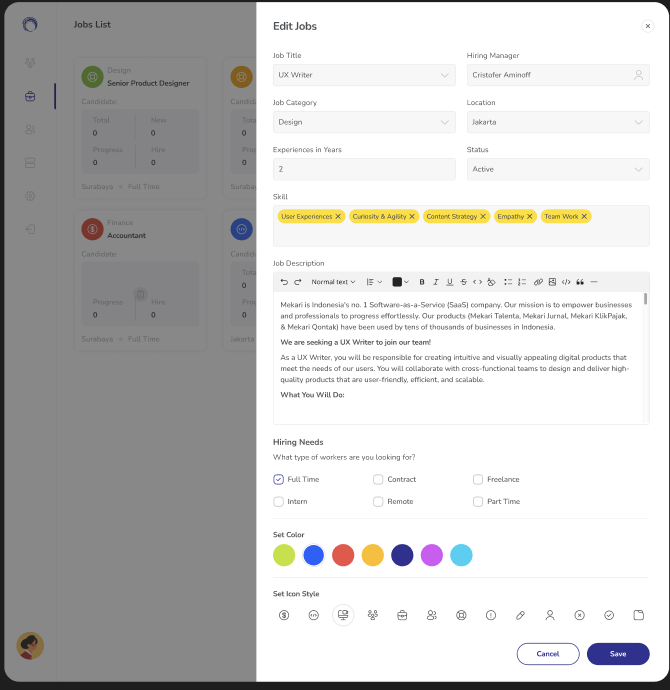 Jobs List
Design
Senior Product Designer
Candidate:
Total
0
New
0
Progress
0
Hire
0
Surabaya
Full Time
Candidate
Total
0
Prog
0
Surabaya
Finance
Accountant
Candidate:
Progress
Hire
Surabaya
Full Time
Candidate
Total
0
Prog
0
Jakarta
Edit Jobs
Job Title
UX Writer
Hiring Manager
Cristofer Aminoff
Job Category
Design
Location
Jakarta
Experiences in Years
2
Status
Active
Skill
User Experiences
Curiosity & Agility
Content Strategy
Empathy
Team Work
Job Description
Normal text
B I U S
Mekari is Indonesia's no. 1 Software-as-a-Service (SaaS) company. Our mission is to empower businesses
and professionals to progress effortlessly. Our products (Mekari Talenta, Mekari Jurnal, Mekari KlikPajak,
& Mekari Qontak) have been used by tens of thousands of businesses in Indonesia.
We are seeking a UX Writer to join our team!
As a UX Writer, you will be responsible for creating intuitive and visually appealing digital products that
meet the needs of our users. You will collaborate with cross-functional teams to design and deliver high-
quality products that are user-friendly, efficient, and scalable.
What You Will Do:
Hiring Needs
What type of workers are you looking for?
Full Time
Contract
Freelance
Intern
Remote
Part Time
Set Color
Set Icon Style
Cancel
Save